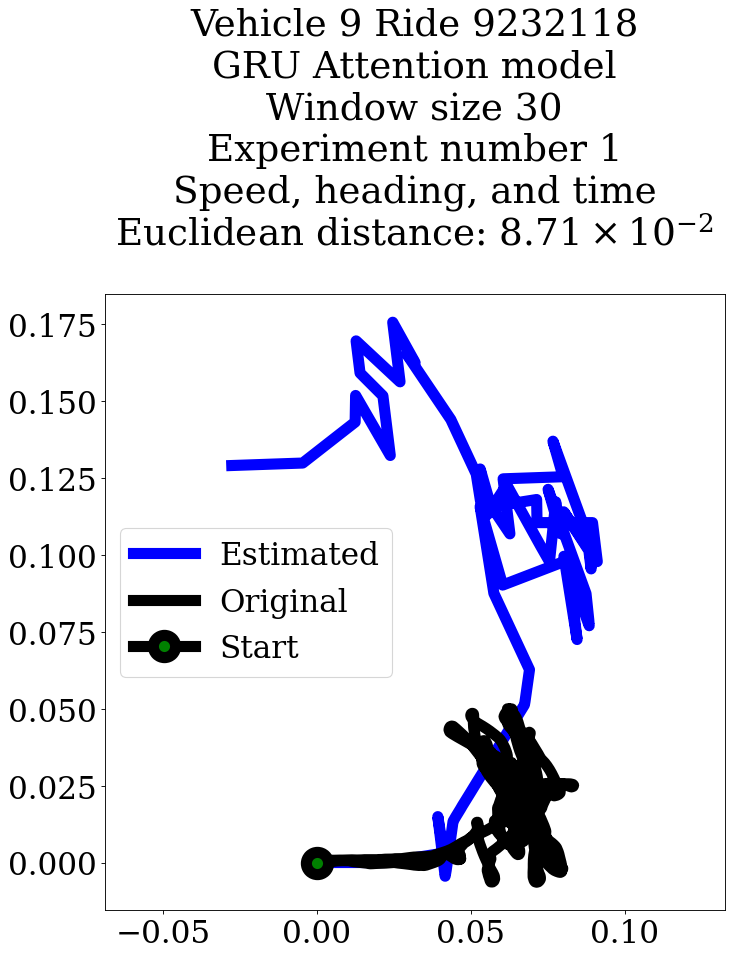 Vehicle 9 Ride 9232118
GRU Attention model
Window size 30
Experiment number 1
Speed, heading, and time
Euclidean distance: 8.71 × 10⁻²
0.175
0.150
0.125
0.100
0.075
0.050
0.025
0.000
Estimated
Original
Start
−0.05
0.00
0.05
0.10